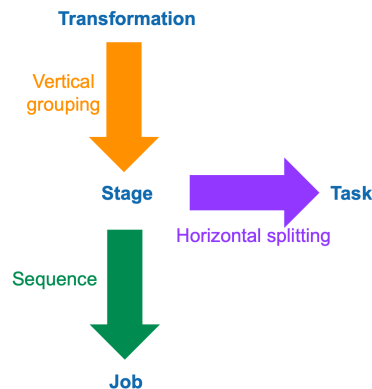 Transformation
Vertical
grouping
Stage
Task
Horizontal splitting
Sequence
Job